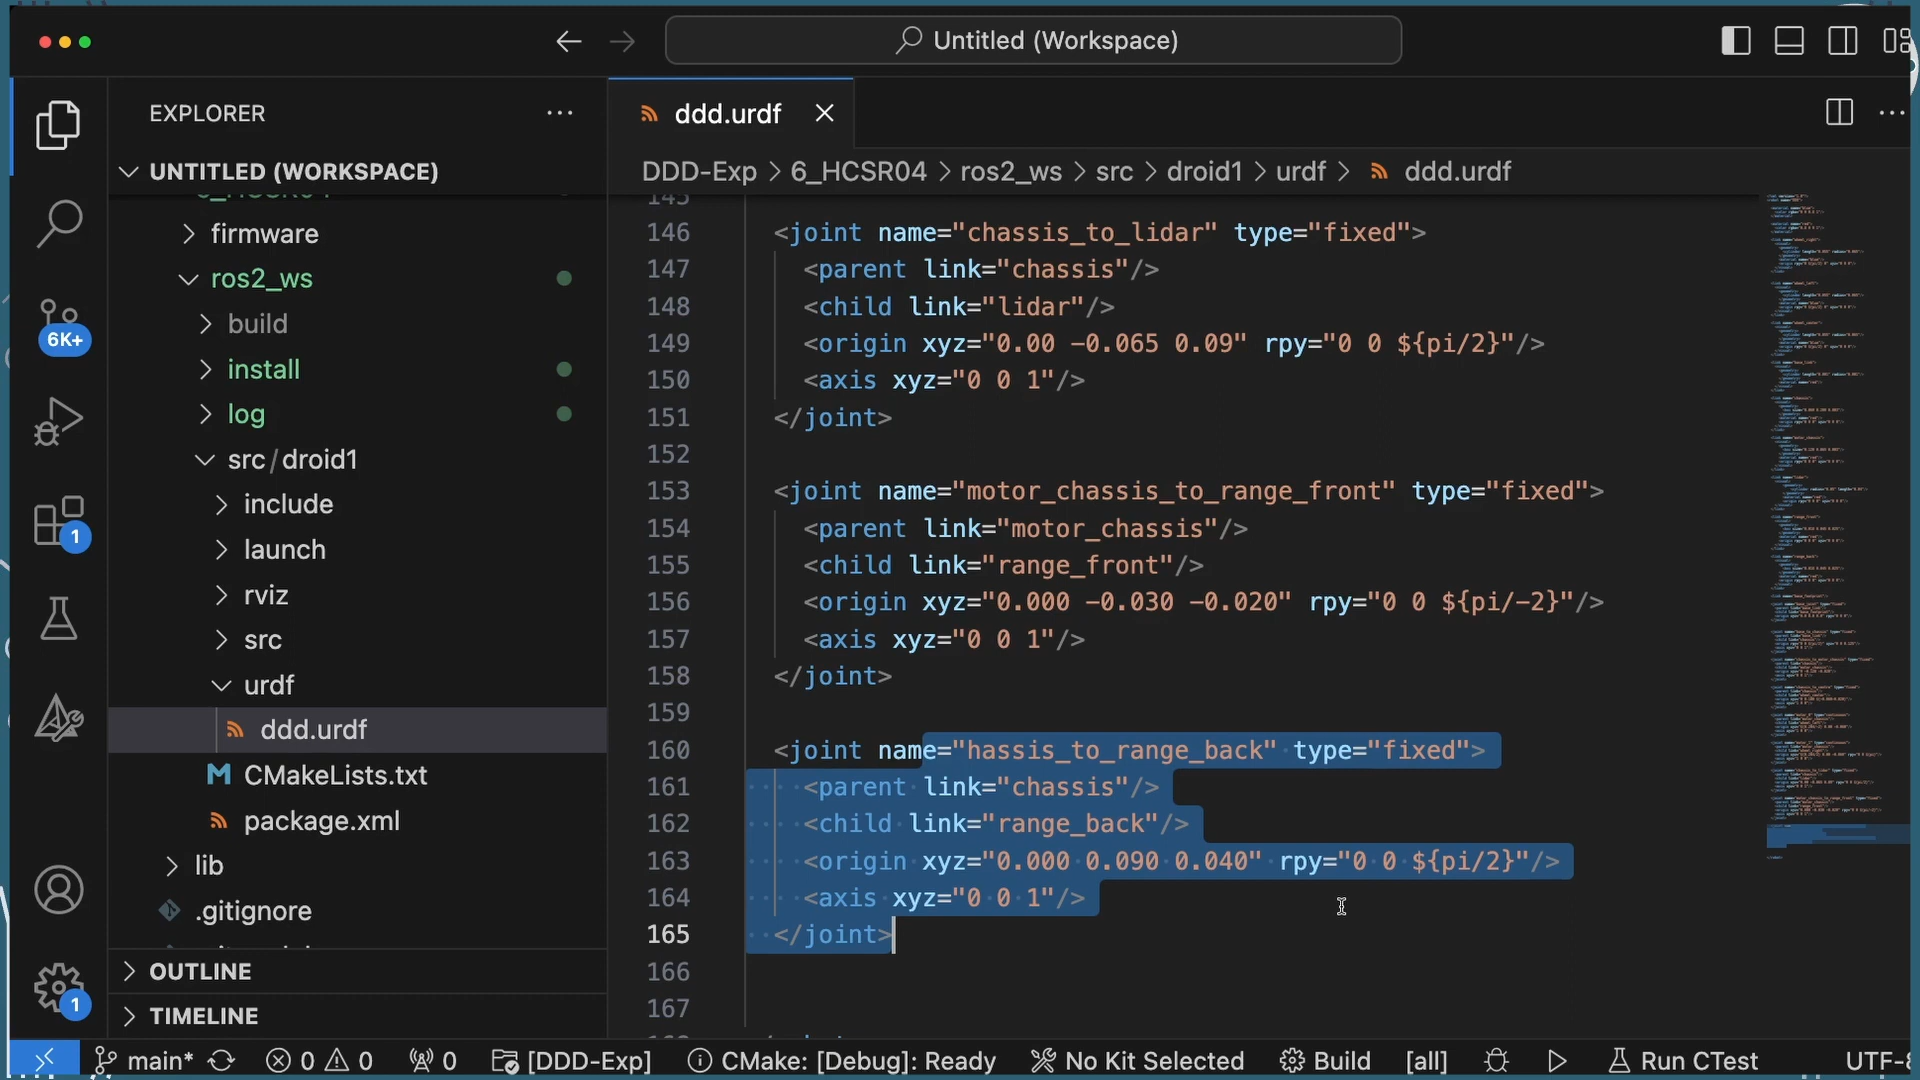 Untitled (Workspace)
EXPLORER
ddd.urdf
UNTITLED (WORKSPACE)
DDD-Exp > 6_HCSR04 > ros2_ws > src > droid1 > urdf > ddd.urdf
firmware
ros2_ws
build
install
log
src/droid1
include
launch
rviz
src
urdf
ddd.urdf
CMakeLists.txt
package.xml
lib
.gitignore
OUTLINE
TIMELINE
6K+
1
1
145
146 <joint name="chassis_to_lidar" type="fixed">
147 <parent link="chassis"/>
148 <child link="lidar"/>
149 <origin xyz="0.00 -0.065 0.09" rpy="0 0 ${pi/2}"/>
150 <axis xyz="0 0 1"/>
151 </joint>
152
153 <joint name="motor_chassis_to_range_front" type="fixed">
154 <parent link="motor_chassis"/>
155 <child link="range_front"/>
156 <origin xyz="0.000 -0.030 -0.020" rpy="0 0 ${pi/-2}"/>
157 <axis xyz="0 0 1"/>
158 </joint>
159
160 <joint name="hassis_to_range_back" type="fixed">
161 <parent link="chassis"/>
162 <child link="range_back"/>
163 <origin xyz="0.000 0.090 0.040" rpy="0 0 ${pi/2}"/>
164 <axis xyz="0 0 1"/>
165 </joint>
166
167
main* 0 0 0 [DDD-Exp] CMake: [Debug]: Ready No Kit Selected Build [all] Run CTest UTF-8